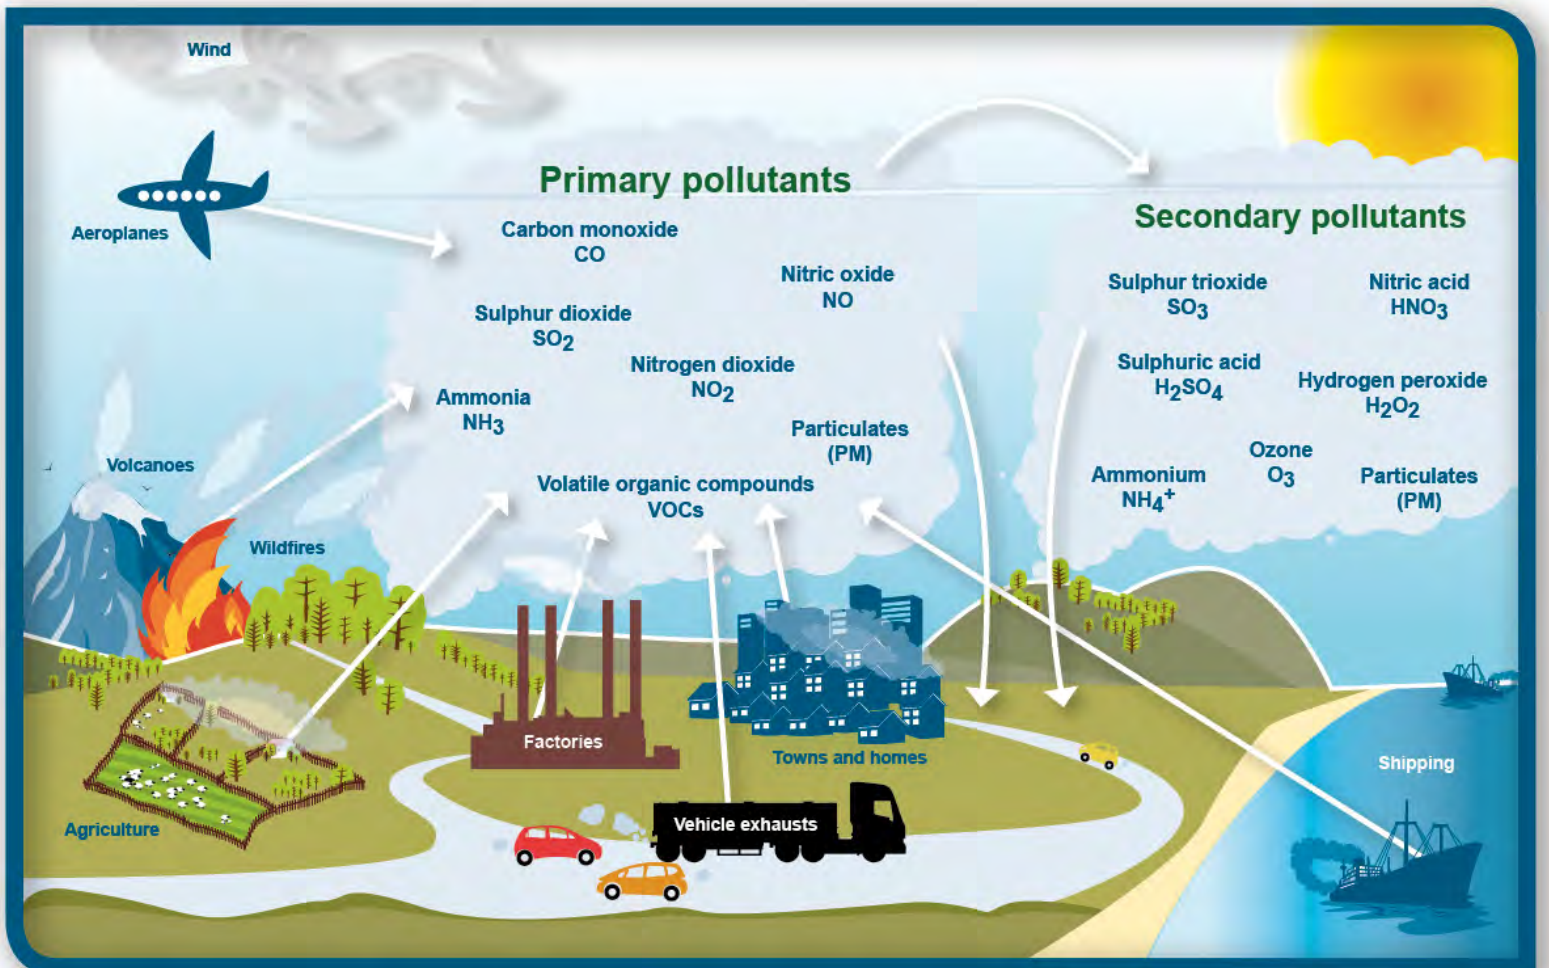 Wind
Primary pollutants
Secondary pollutants
Aeroplanes
Carbon monoxide
CO
Nitric oxide
NO
Sulphur dioxide
SO2
Nitrogen dioxide
NO2
Ammonia
NH3
Particulates
(PM)
Volatile organic compounds
VOCs
Sulphur trioxide
SO3
Nitric acid
HNO3
Sulphuric acid
H2SO4
Hydrogen peroxide
H2O2
Ozone
O3
Ammonium
NH4+
Particulates
(PM)
Volcanoes
Wildfires
Factories
Towns and homes
Shipping
Vehicle exhausts
Agriculture